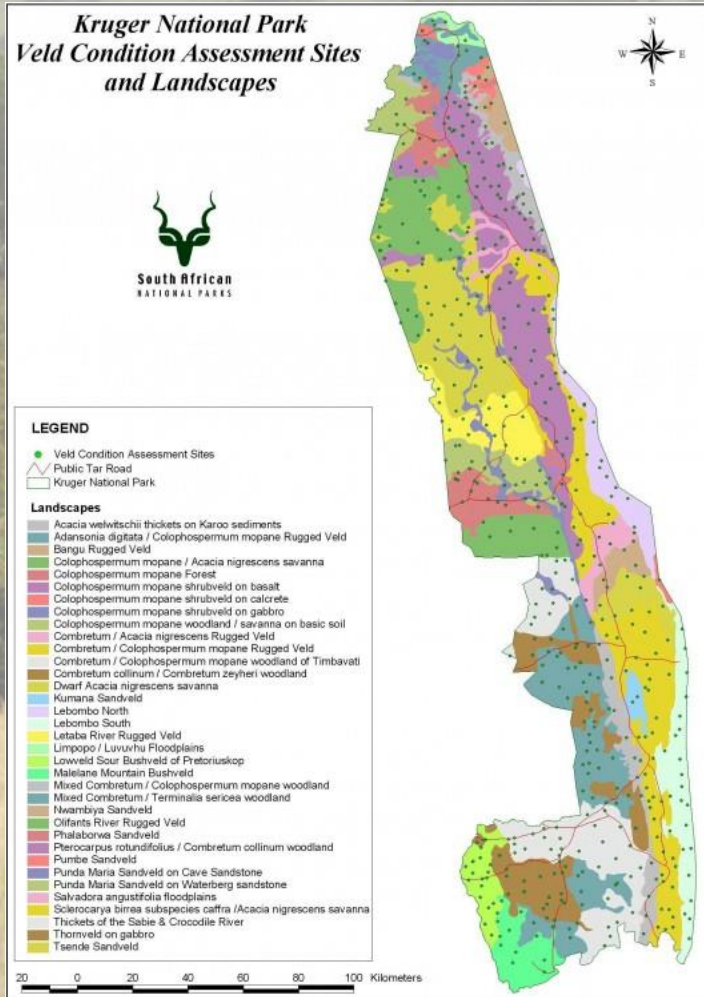 Kruger National Park
Veld Condition Assessment Sites
and Landscapes
N
W E
S
South African
NATIONAL PARKS
LEGEND
Veld Condition Assessment Sites
Public Tar Road
Kruger National Park
Landscapes
Acacia welwitschii thickets on Karoo sediments
Adansonia digitata / Colophospermum mopane Rugged Veld
Bangu Rugged Veld
Colophospermum mopane / Acacia nigrescens savanna
Colophospermum mopane Forest
Colophospermum mopane shrubveld on basalt
Colophospermum mopane shrubveld on calcrete
Colophospermum mopane shrubveld on gabbro
Colophospermum mopane woodland / savanna on basic soil
Combretum / Acacia nigrescens Rugged Veld
Combretum / Colophospermum mopane Rugged Veld
Combretum / Colophospermum mopane woodland of Timbavati
Combretum collinum / Combretum zeyheri woodland
Dwarf Acacia nigrescens savanna
Kumana Sandveld
Lebombo North
Lebombo South
Letaba River Rugged Veld
Limpopo / Luvuvhu Floodplains
Lowveld Sour Bushveld of Pretoriuskop
Malelane Mountain Bushveld
Mixed Combretum / Colophospermum mopane woodland
Mixed Combretum / Terminalia sericea woodland
Nwambiya Sandveld
Olifants River Rugged Veld
Phalaborwa Sandveld
Pterocarpus rotundifolius / Combretum collinum woodland
Pumbe Sandveld
Punda Maria Sandveld on Cave Sandstone
Punda Maria Sandveld on Waterberg sandstone
Salvadora angustifolia floodplains
Sclerocarya birrea subspecies caffra /Acacia nigrescens savanna
Thickets of the Sabie & Crocodile River
Thornveld on gabbro
Tsende Sandveld
20 0 20 40 60 80 100 Kilometers